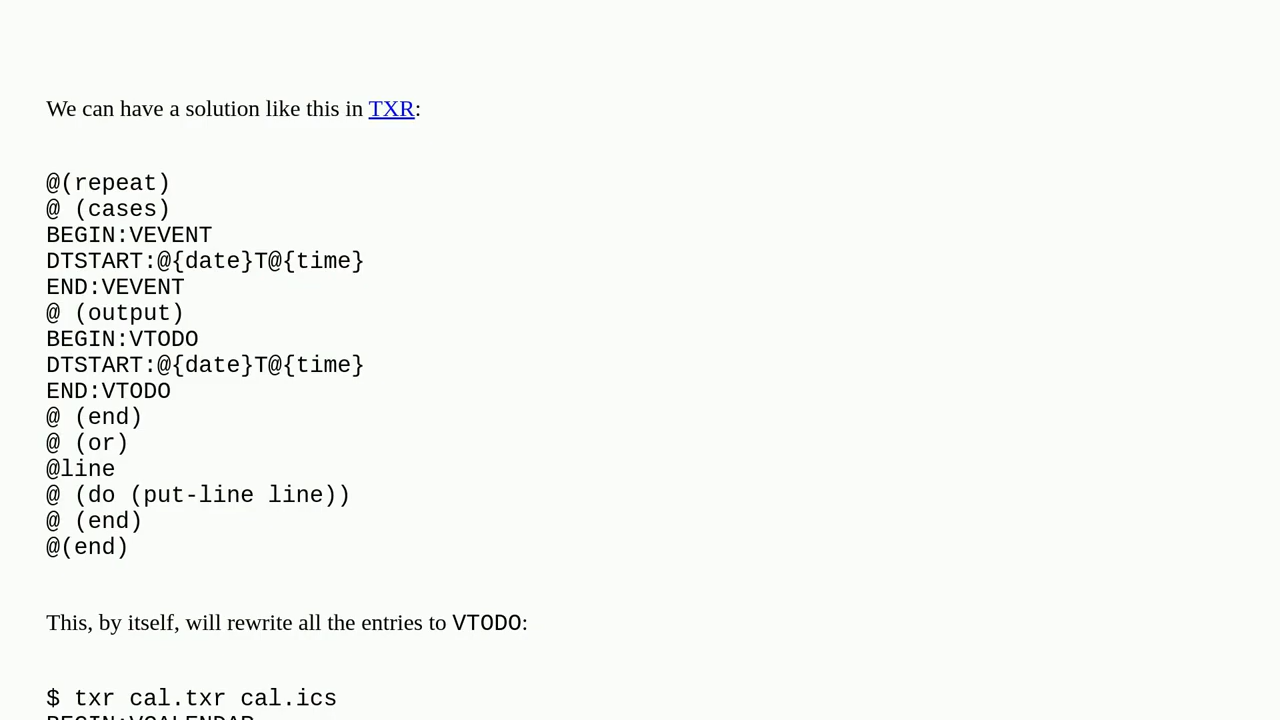 We can have a solution like this in TXR:
@(repeat)
@ (cases)
BEGIN:VEVENT
DTSTART:@{date}T@{time}
END:VEVENT
@ (output)
BEGIN:VTODO
DTSTART:@{date}T@{time}
END:VTODO
@ (end)
@ (or)
@line
@ (do (put-line line))
@ (end)
@(end)
This, by itself, will rewrite all the entries to VTODO:
$ txr cal.txr cal.ics
BEGIN:VCALENDAR